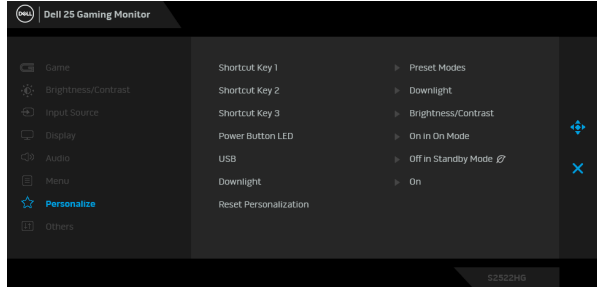 DELL
Dell 25 Gaming Monitor
Game
Brightness/Contrast
Input Source
Display
Audio
Menu
Personalize
Others
Shortcut Key 1 Preset Modes
Shortcut Key 2 Downlight
Shortcut Key 3 Brightness/Contrast
Power Button LED On in On Mode
USB Off in Standby Mode
Downlight On
Reset Personalization
S2522HG